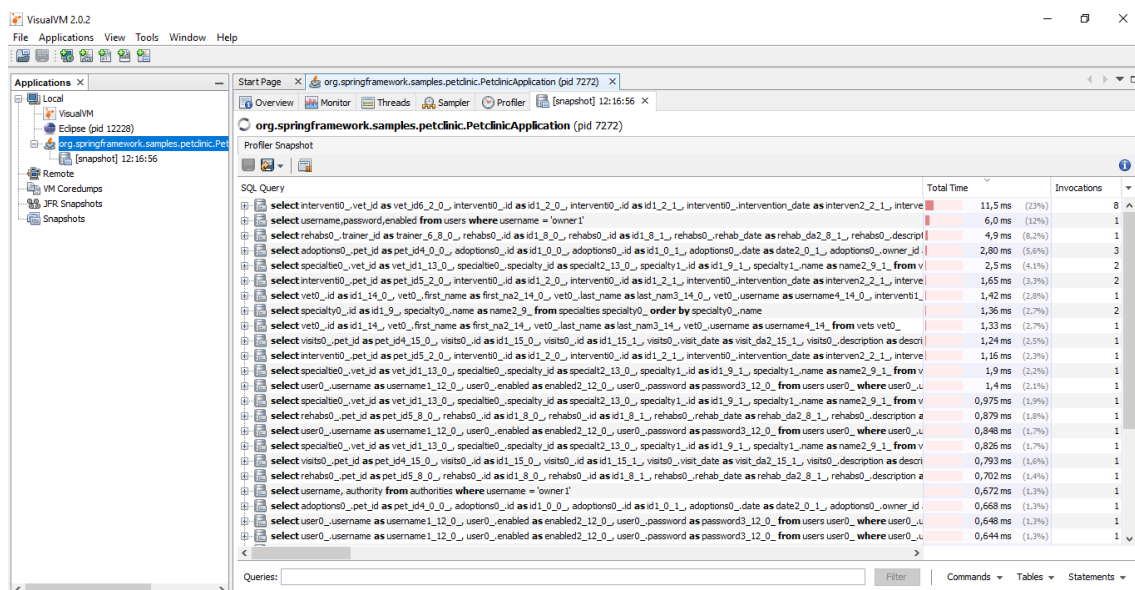 VisualVM 2.0.2
File Applications View Tools Window Help
Applications
Local
VisualVM
Eclipse (pid 12228)
org.springframework.samples.petclinic.Pet
[snapshot] 12:16:56
Remote
VM Coredumps
JFR Snapshots
Snapshots
Start Page org.springframework.samples.petclinic.PetclinicApplication (pid 7272)
Overview Monitor Threads Sampler Profiler [snapshot] 12:16:56
org.springframework.samples.petclinic.PetclinicApplication (pid 7272)
Profiler Snapshot
SQL Query Total Time Invocations
select interventi0_.vet_id as vet_id6_2_0_, interventi0_.id as id1_2_0_, interventi0_.id as id1_2_1_, interventi0_.intervention_date as interven2_2_1_, interve 11,5 ms (23%) 8
select username,password,enabled from users where username = 'owner1' 6,0 ms (12%) 1
select rehabs0_.trainer_id as trainer_6_8_0_, rehabs0_.id as id1_8_0_, rehabs0_.id as id1_8_1_, rehabs0_.rehab_date as rehab_da2_8_1_, rehabs0_.descript 4,9 ms (8,2%) 1
select adoptions0_.pet_id as pet_id4_0_0_, adoptions0_.id as id1_0_0_, adoptions0_.id as id1_0_1_, adoptions0_.date as date2_0_1_, adoptions0_.owner_id 2,80 ms (5,6%) 3
select specialtie0_.vet_id as vet_id1_13_0_, specialtie0_.specialty_id as specialt2_13_0_, specialty1_.id as id1_9_1_, specialty1_.name as name2_9_1_ from v 2,5 ms (4,1%) 2
select interventi0_.pet_id as pet_id5_2_0_, interventi0_.id as id1_2_0_, interventi0_.id as id1_2_1_, interventi0_.intervention_date as interven2_2_1_, interve 1,65 ms (3,3%) 2
select vet0_.id as id1_14_0_, vet0_.first_name as first_na2_14_0_, vet0_.last_name as last_nam3_14_0_, vet0_.username as username4_14_0_, interventi1_ 1,42 ms (2,8%) 1
select specialty0_.id as id1_9_, specialty0_.name as name2_9_ from specialties specialty0_ order by specialty0_.name 1,36 ms (2,7%) 2
select vet0_.id as id1_14_, vet0_.first_name as first_na2_14_, vet0_.last_name as last_nam3_14_, vet0_.username as username4_14_ from vets vet0_ 1,33 ms (2,7%) 1
select visits0_.pet_id as pet_id4_15_0_, visits0_.id as id1_15_0_, visits0_.id as id1_15_1_, visits0_.visit_date as visit_da2_15_1_, visits0_.description as descri 1,24 ms (2,5%) 1
select interventi0_.pet_id as pet_id5_2_0_, interventi0_.id as id1_2_0_, interventi0_.id as id1_2_1_, interventi0_.intervention_date as interven2_2_1_, interve 1,16 ms (2,3%) 1
select specialtie0_.vet_id as vet_id1_13_0_, specialtie0_.specialty_id as specialt2_13_0_, specialty1_.id as id1_9_1_, specialty1_.name as name2_9_1_ from v 1,9 ms (2,2%) 1
select user0_.username as username1_12_0_, user0_.enabled as enabled2_12_0_, user0_.password as password3_12_0_ from users user0_ where user0_.u 1,4 ms (2,1%) 1
select specialtie0_.vet_id as vet_id1_13_0_, specialtie0_.specialty_id as specialt2_13_0_, specialty1_.id as id1_9_1_, specialty1_.name as name2_9_1_ from v 0,975 ms (1,9%) 1
select rehabs0_.pet_id as pet_id5_8_0_, rehabs0_.id as id1_8_0_, rehabs0_.id as id1_8_1_, rehabs0_.rehab_date as rehab_da2_8_1_, rehabs0_.description a 0,879 ms (1,8%) 1
select user0_.username as username1_12_0_, user0_.enabled as enabled2_12_0_, user0_.password as password3_12_0_ from users user0_ where user0_.u 0,848 ms (1,7%) 1
select specialtie0_.vet_id as vet_id1_13_0_, specialtie0_.specialty_id as specialt2_13_0_, specialty1_.id as id1_9_1_, specialty1_.name as name2_9_1_ from v 0,826 ms (1,7%) 1
select visits0_.pet_id as pet_id4_15_0_, visits0_.id as id1_15_0_, visits0_.id as id1_15_1_, visits0_.visit_date as visit_da2_15_1_, visits0_.description as descri 0,793 ms (1,6%) 1
select rehabs0_.pet_id as pet_id5_8_0_, rehabs0_.id as id1_8_0_, rehabs0_.id as id1_8_1_, rehabs0_.rehab_date as rehab_da2_8_1_, rehabs0_.description a 0,702 ms (1,4%) 1
select username, authority from authorities where username = 'owner1' 0,672 ms (1,3%) 1
select adoptions0_.pet_id as pet_id4_0_0_, adoptions0_.id as id1_0_0_, adoptions0_.id as id1_0_1_, adoptions0_.date as date2_0_1_, adoptions0_.owner_id 0,668 ms (1,3%) 1
select user0_.username as username1_12_0_, user0_.enabled as enabled2_12_0_, user0_.password as password3_12_0_ from users user0_ where user0_.u 0,648 ms (1,3%) 1
select user0_.username as username1_12_0_, user0_.enabled as enabled2_12_0_, user0_.password as password3_12_0_ from users user0_ where user0_.u 0,644 ms (1,3%) 1
Queries: Filter Commands Tables Statements